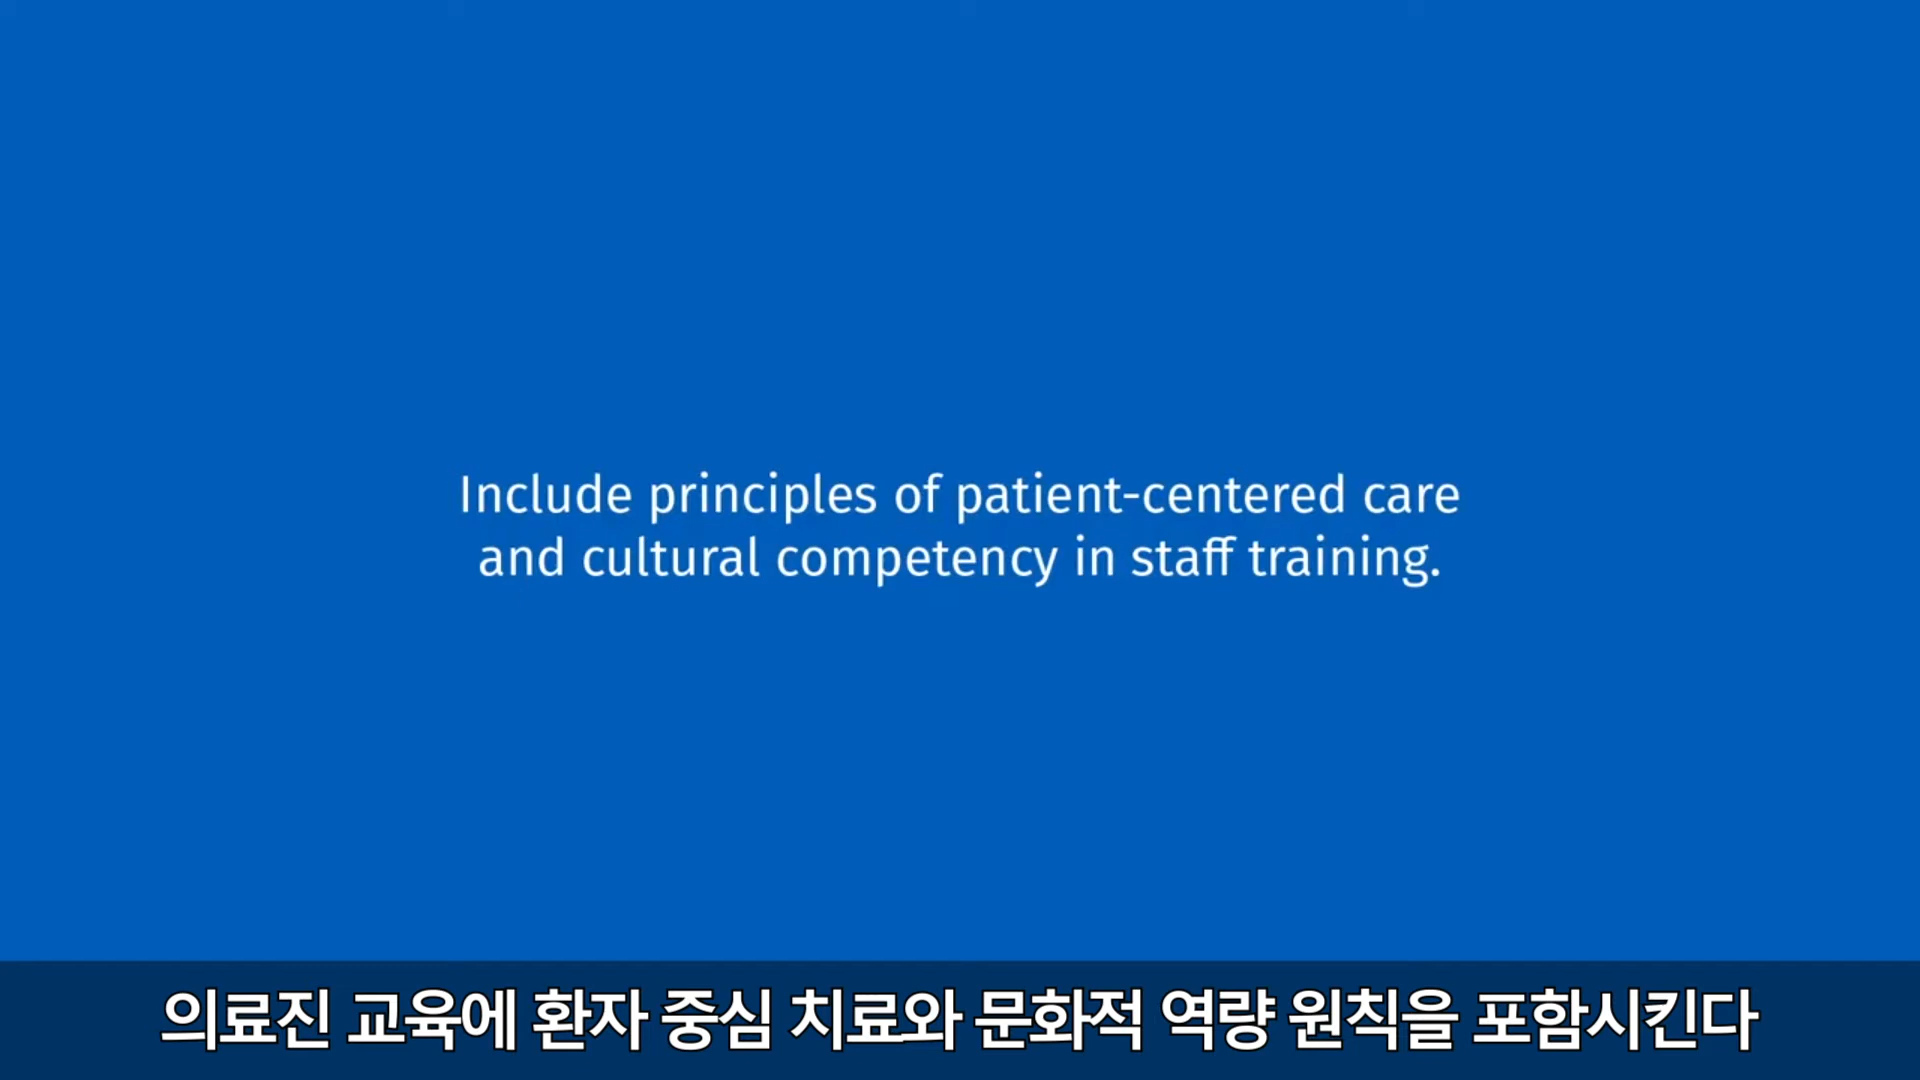 Include principles of patient-centered care
and cultural competency in staff training.
의료진 교육에 환자 중심 치료와 문화적 역량 원칙을 포함시킨다